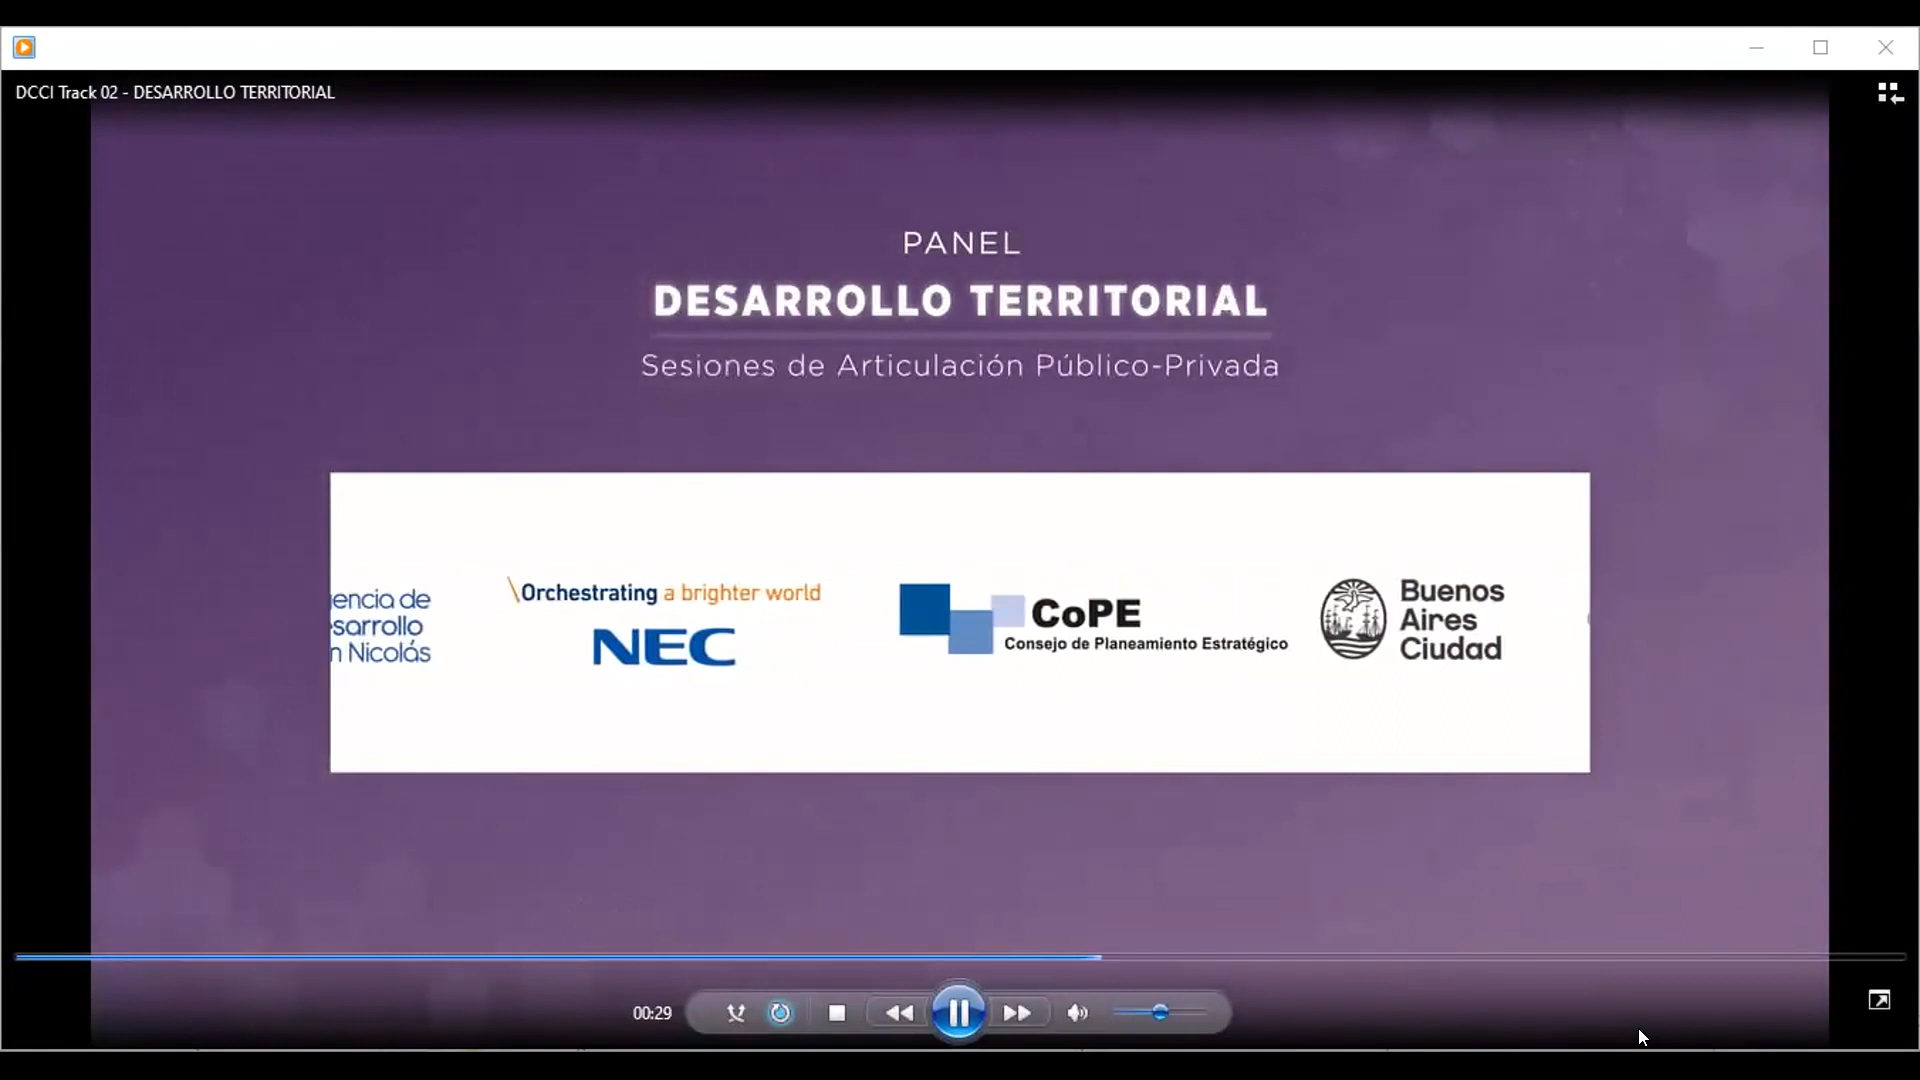 DCCI Track 02 - DESARROLLO TERRITORIAL
PANEL
DESARROLLO TERRITORIAL
Sesiones de Articulación Público-Privada
encia de
sarrollo
n Nicolás
\Orchestrating a brighter world
NEC
CoPE
Consejo de Planeamiento Estratégico
Buenos
Aires
Ciudad
00:29